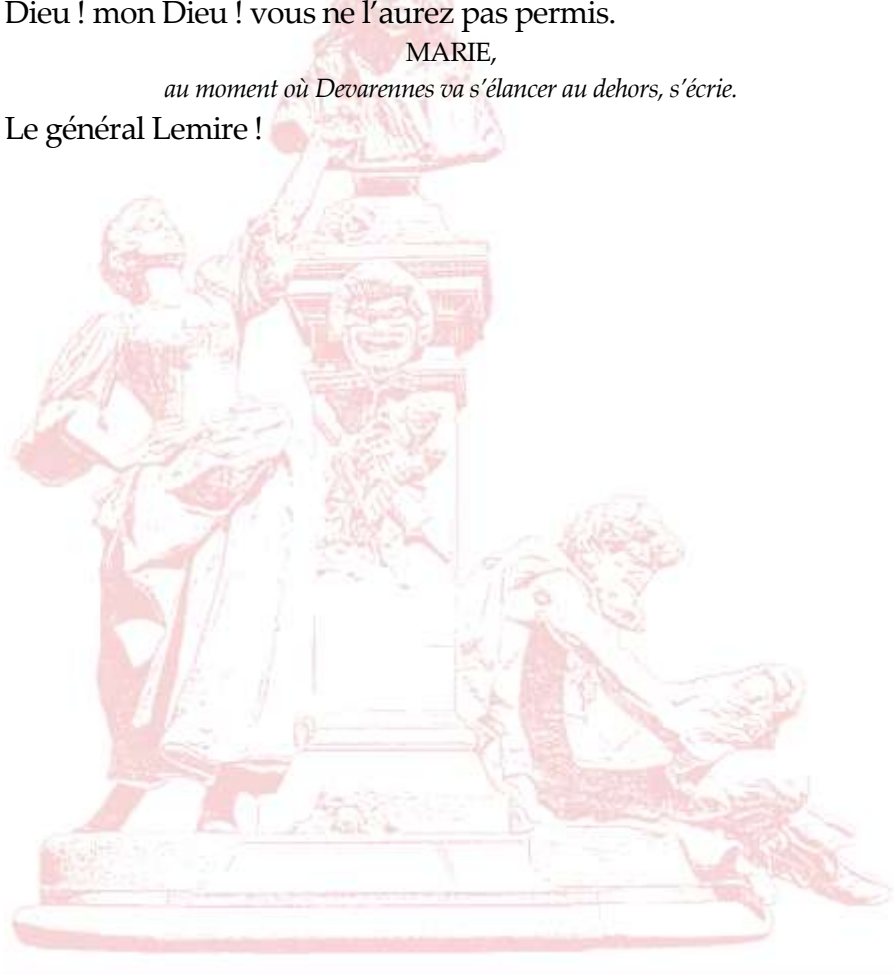 Dieu ! mon Dieu ! vous ne l’aurez pas permis.
MARIE,
au moment où Devarennes va s’élancer au dehors, s’écrie.
Le général Lemire !